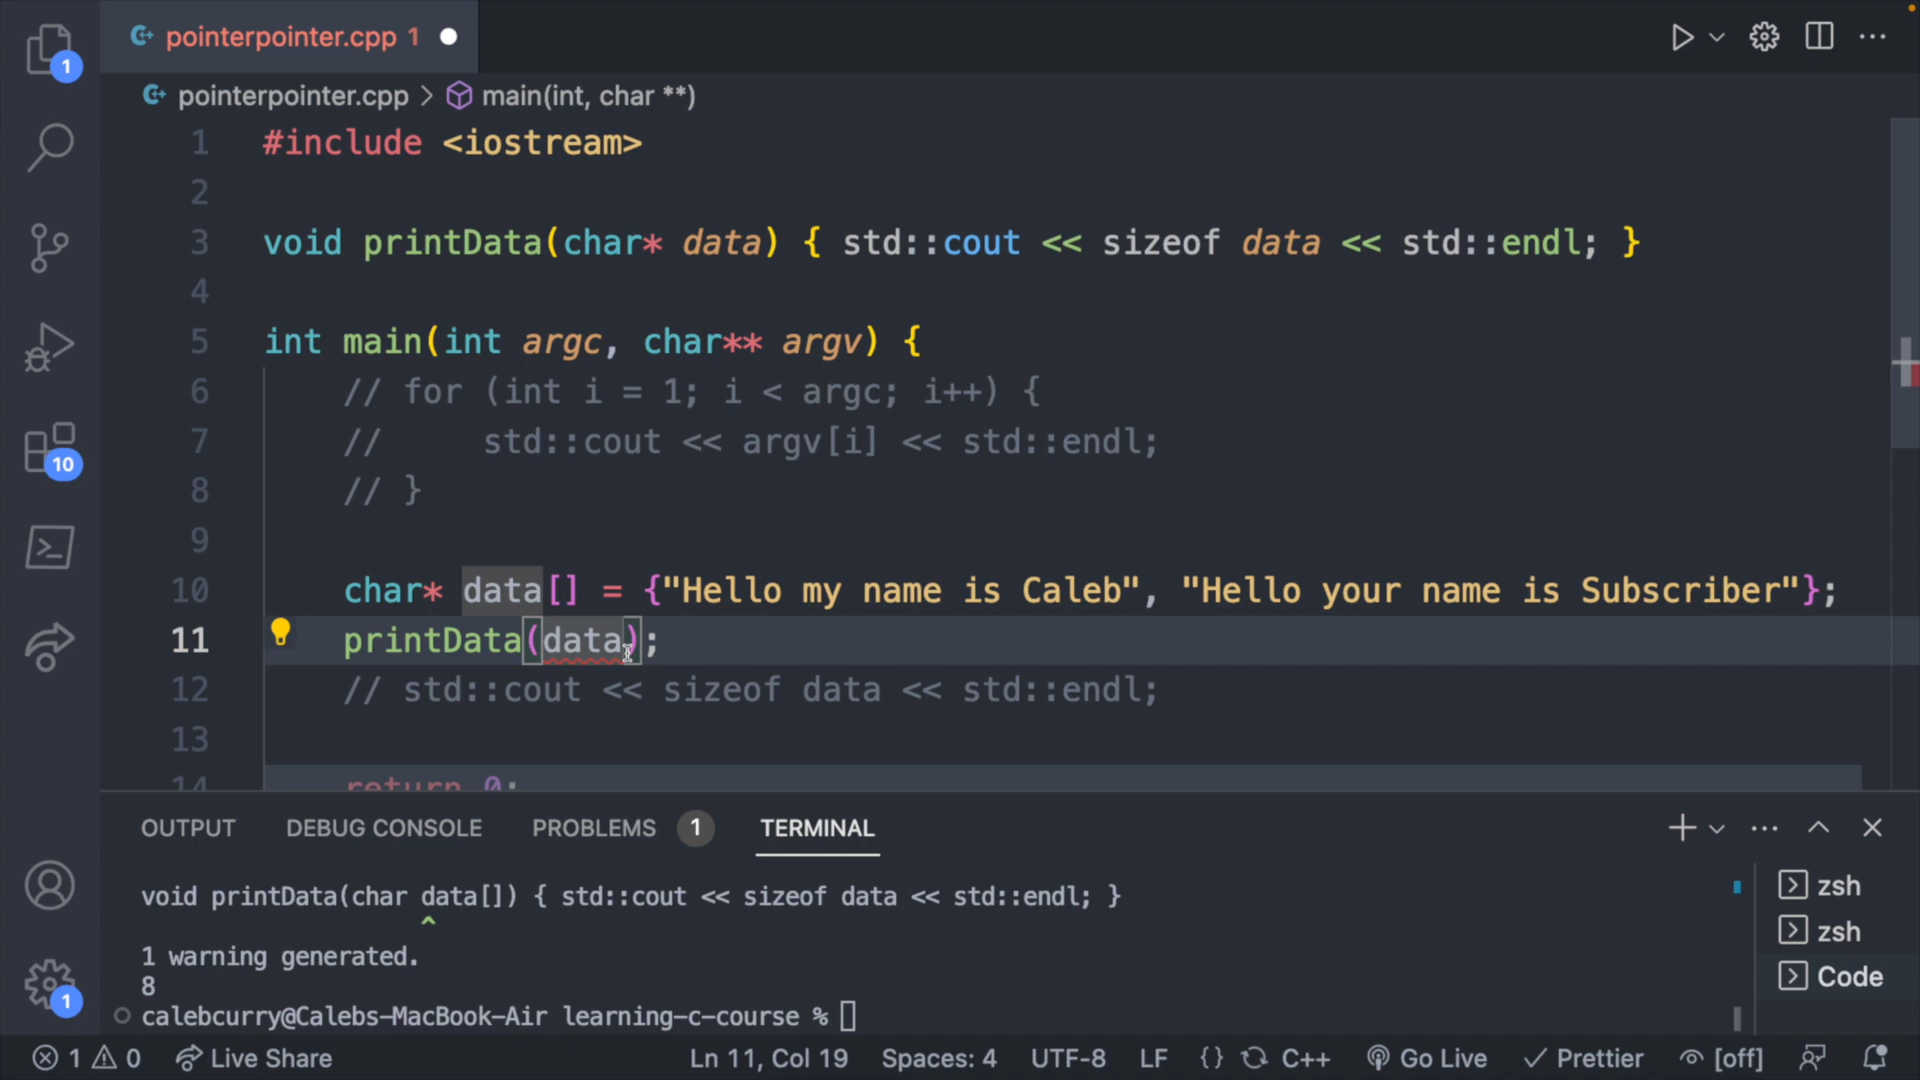 pointerpointer.cpp 1
pointerpointer.cpp > main(int, char **)
1 #include <iostream>
2
3 void printData(char* data) { std::cout << sizeof data << std::endl; }
4
5 int main(int argc, char** argv) {
6 // for (int i = 1; i < argc; i++) {
7 //     std::cout << argv[i] << std::endl;
8 // }
9
10 char* data[] = {"Hello my name is Caleb", "Hello your name is Subscriber"};
11 printData(data);
12 // std::cout << sizeof data << std::endl;
13
14 return 0;
1
10
1
OUTPUT DEBUG CONSOLE PROBLEMS 1 TERMINAL
void printData(char data[]) { std::cout << sizeof data << std::endl; }
^
1 warning generated.
8
calebcurry@Calebs-MacBook-Air learning-c-course %
zsh
zsh
Code
1 0 Live Share Ln 11, Col 19 Spaces: 4 UTF-8 LF {} C++ Go Live Prettier [off]